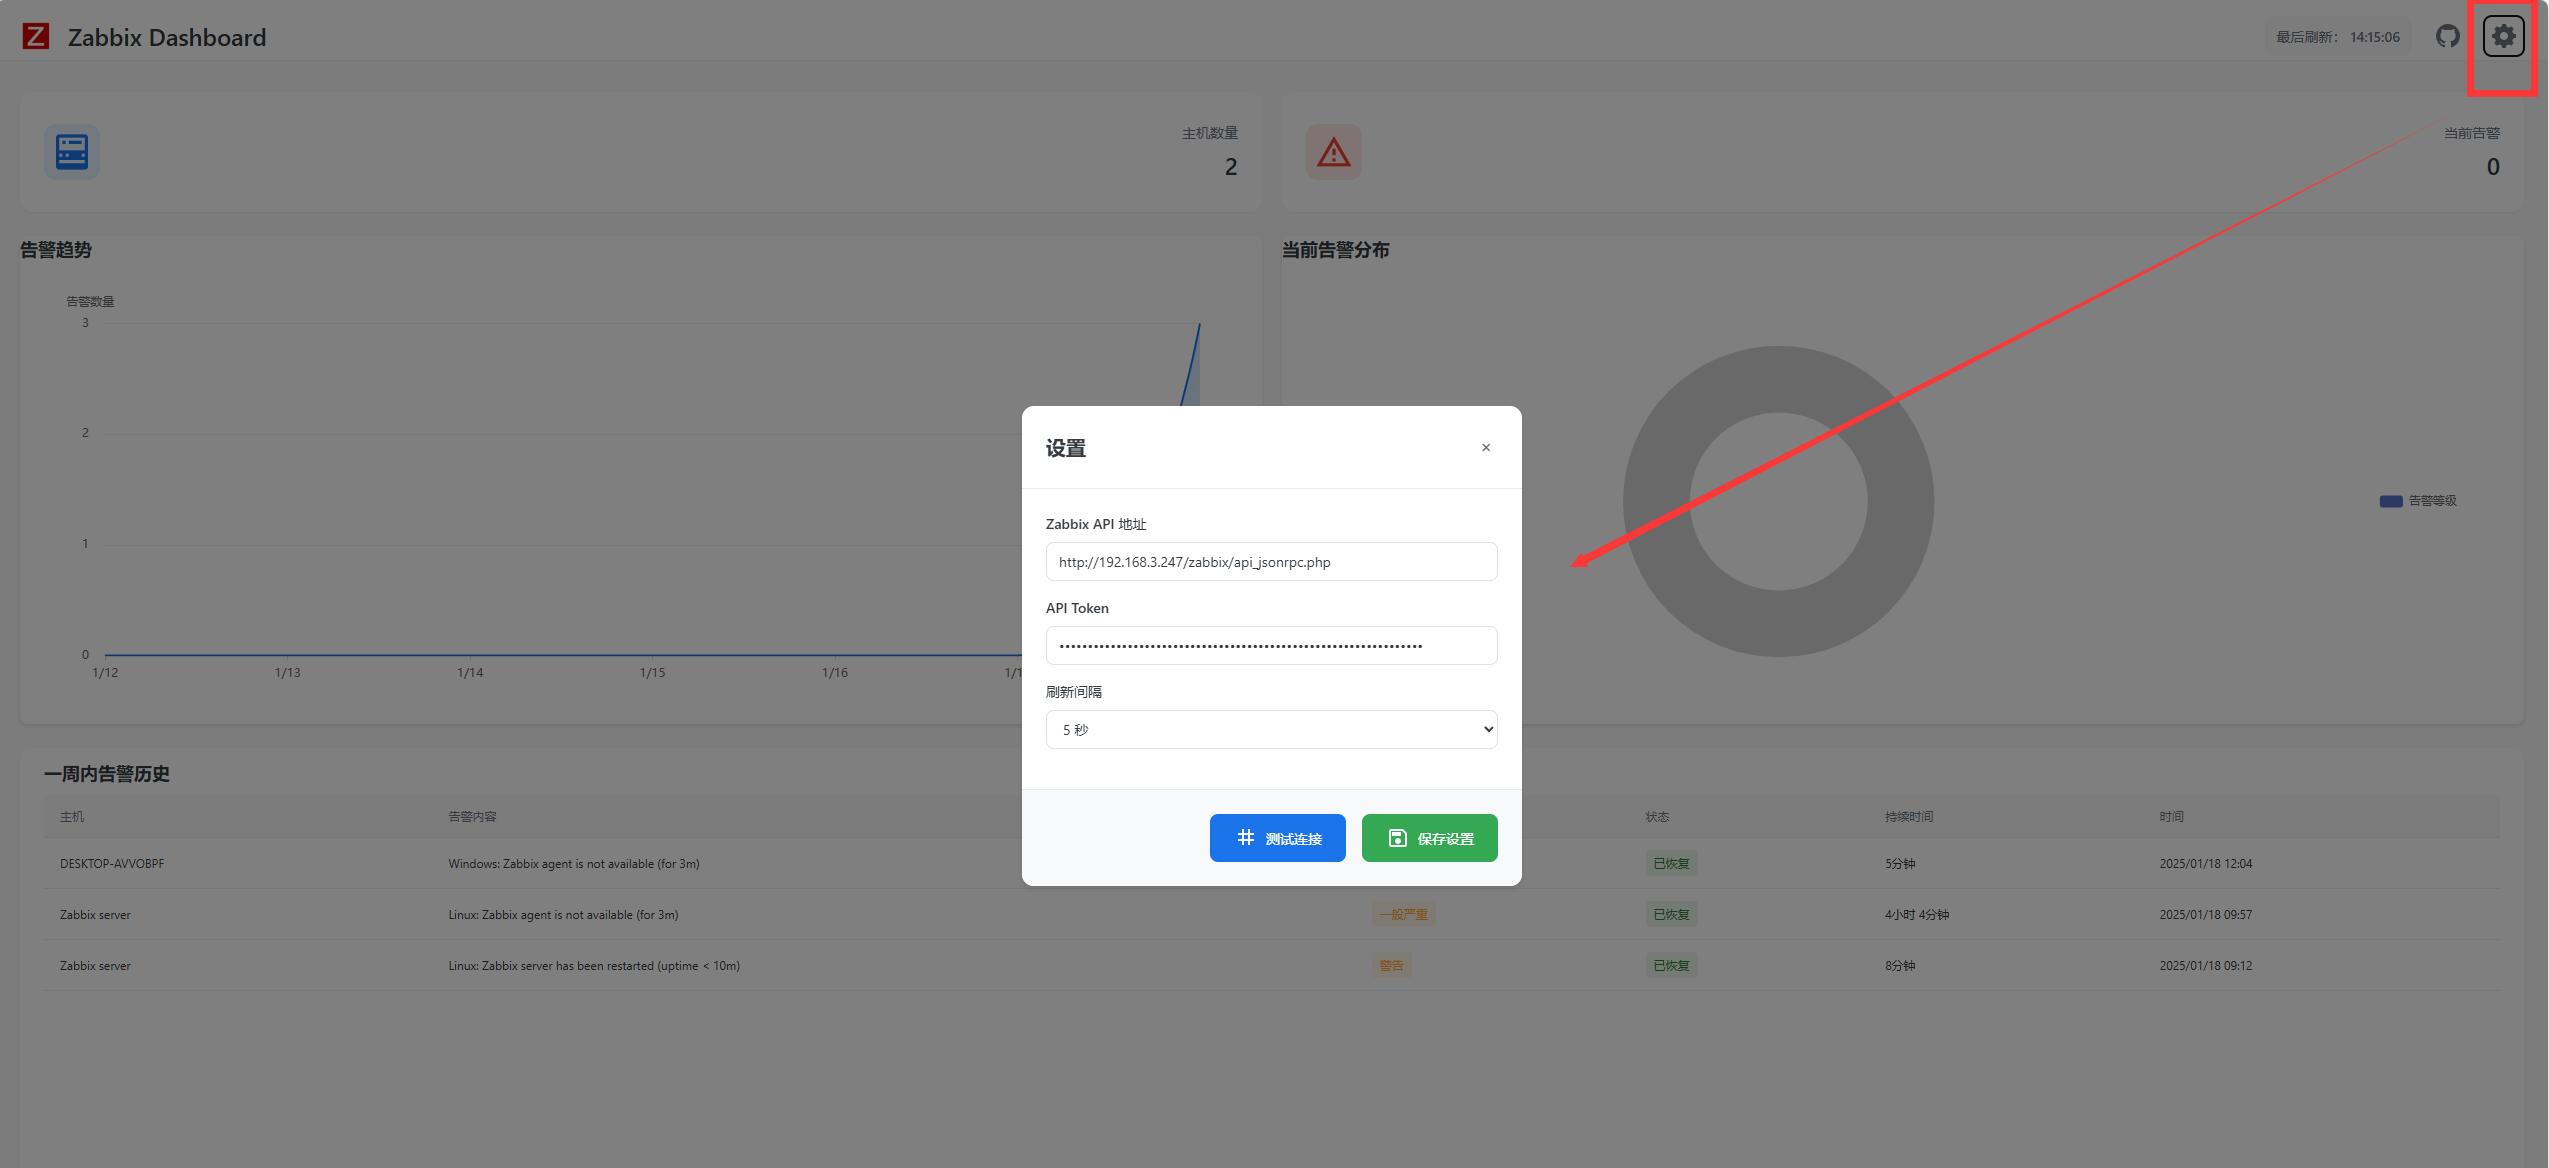 Z Zabbix Dashboard
最后刷新： 14:15:06
主机数量
2
当前告警
0
告警趋势
告警数量
3
2
1
0
1/12 1/13 1/14 1/15 1/16 1/1
当前告警分布
告警等级
设置
×
Zabbix API 地址
http://192.168.3.247/zabbix/api_jsonrpc.php
API Token
刷新间隔
5 秒
测试连接 保存设置
一周内告警历史
主机 告警内容 状态 持续时间 时间
DESKTOP-AVVOBPF Windows: Zabbix agent is not available (for 3m) 已恢复 5分钟 2025/01/18 12:04
Zabbix server Linux: Zabbix agent is not available (for 3m) 一般严重 已恢复 4小时 4分钟 2025/01/18 09:57
Zabbix server Linux: Zabbix server has been restarted (uptime < 10m) 警告 已恢复 8分钟 2025/01/18 09:12